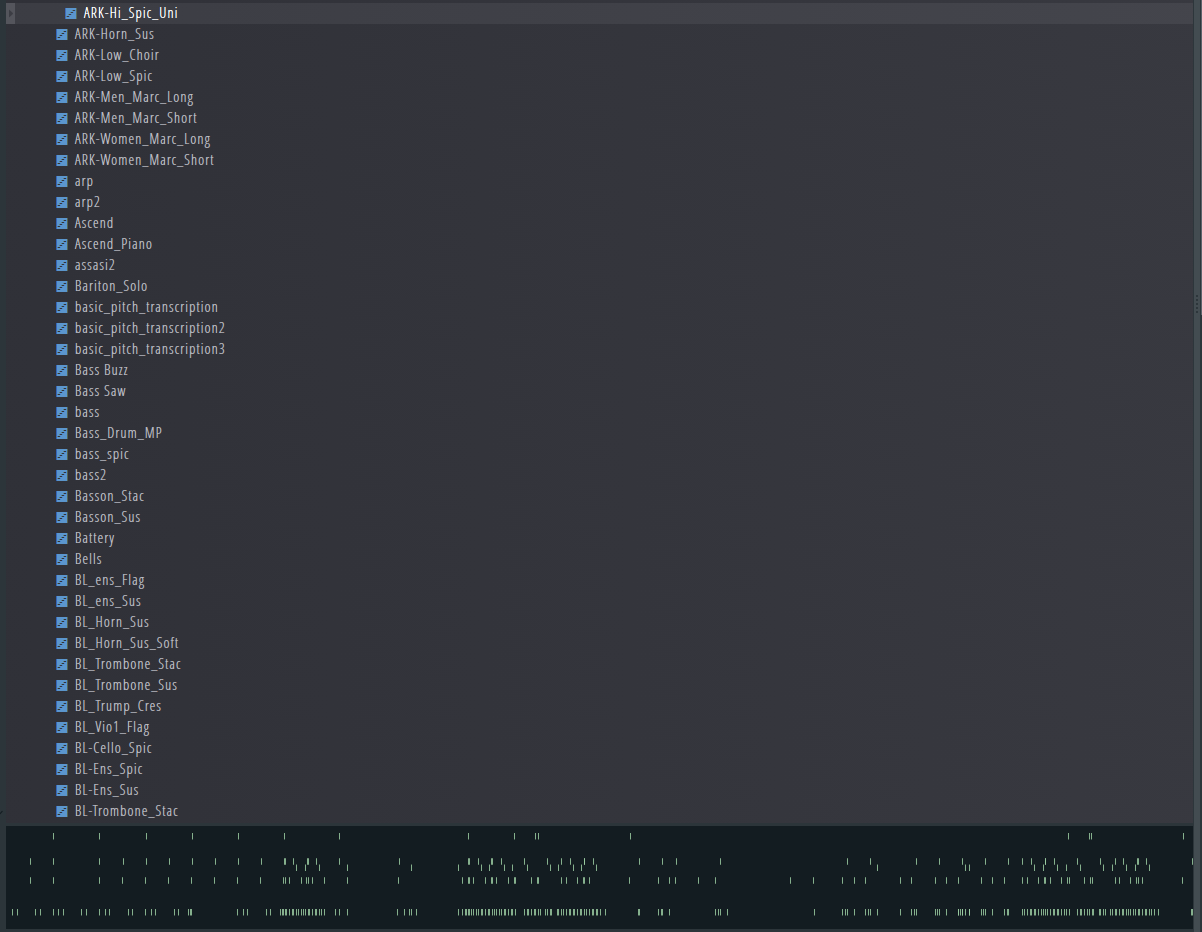 ARK-Hi_Spic_Uni
ARK-Horn_Sus
ARK-Low_Choir
ARK-Low_Spic
ARK-Men_Marc_Long
ARK-Men_Marc_Short
ARK-Women_Marc_Long
ARK-Women_Marc_Short
arp
arp2
Ascend
Ascend_Piano
assasi2
Bariton_Solo
basic_pitch_transcription
basic_pitch_transcription2
basic_pitch_transcription3
Bass Buzz
Bass Saw
bass
Bass_Drum_MP
bass_spic
bass2
Basson_Stac
Basson_Sus
Battery
Bells
BL_ens_Flag
BL_ens_Sus
BL_Horn_Sus
BL_Horn_Sus_Soft
BL_Trombone_Stac
BL_Trombone_Sus
BL_Trump_Cres
BL_Vio1_Flag
BL-Cello_Spic
BL-Ens_Spic
BL-Ens_Sus
BL-Trombone_Stac